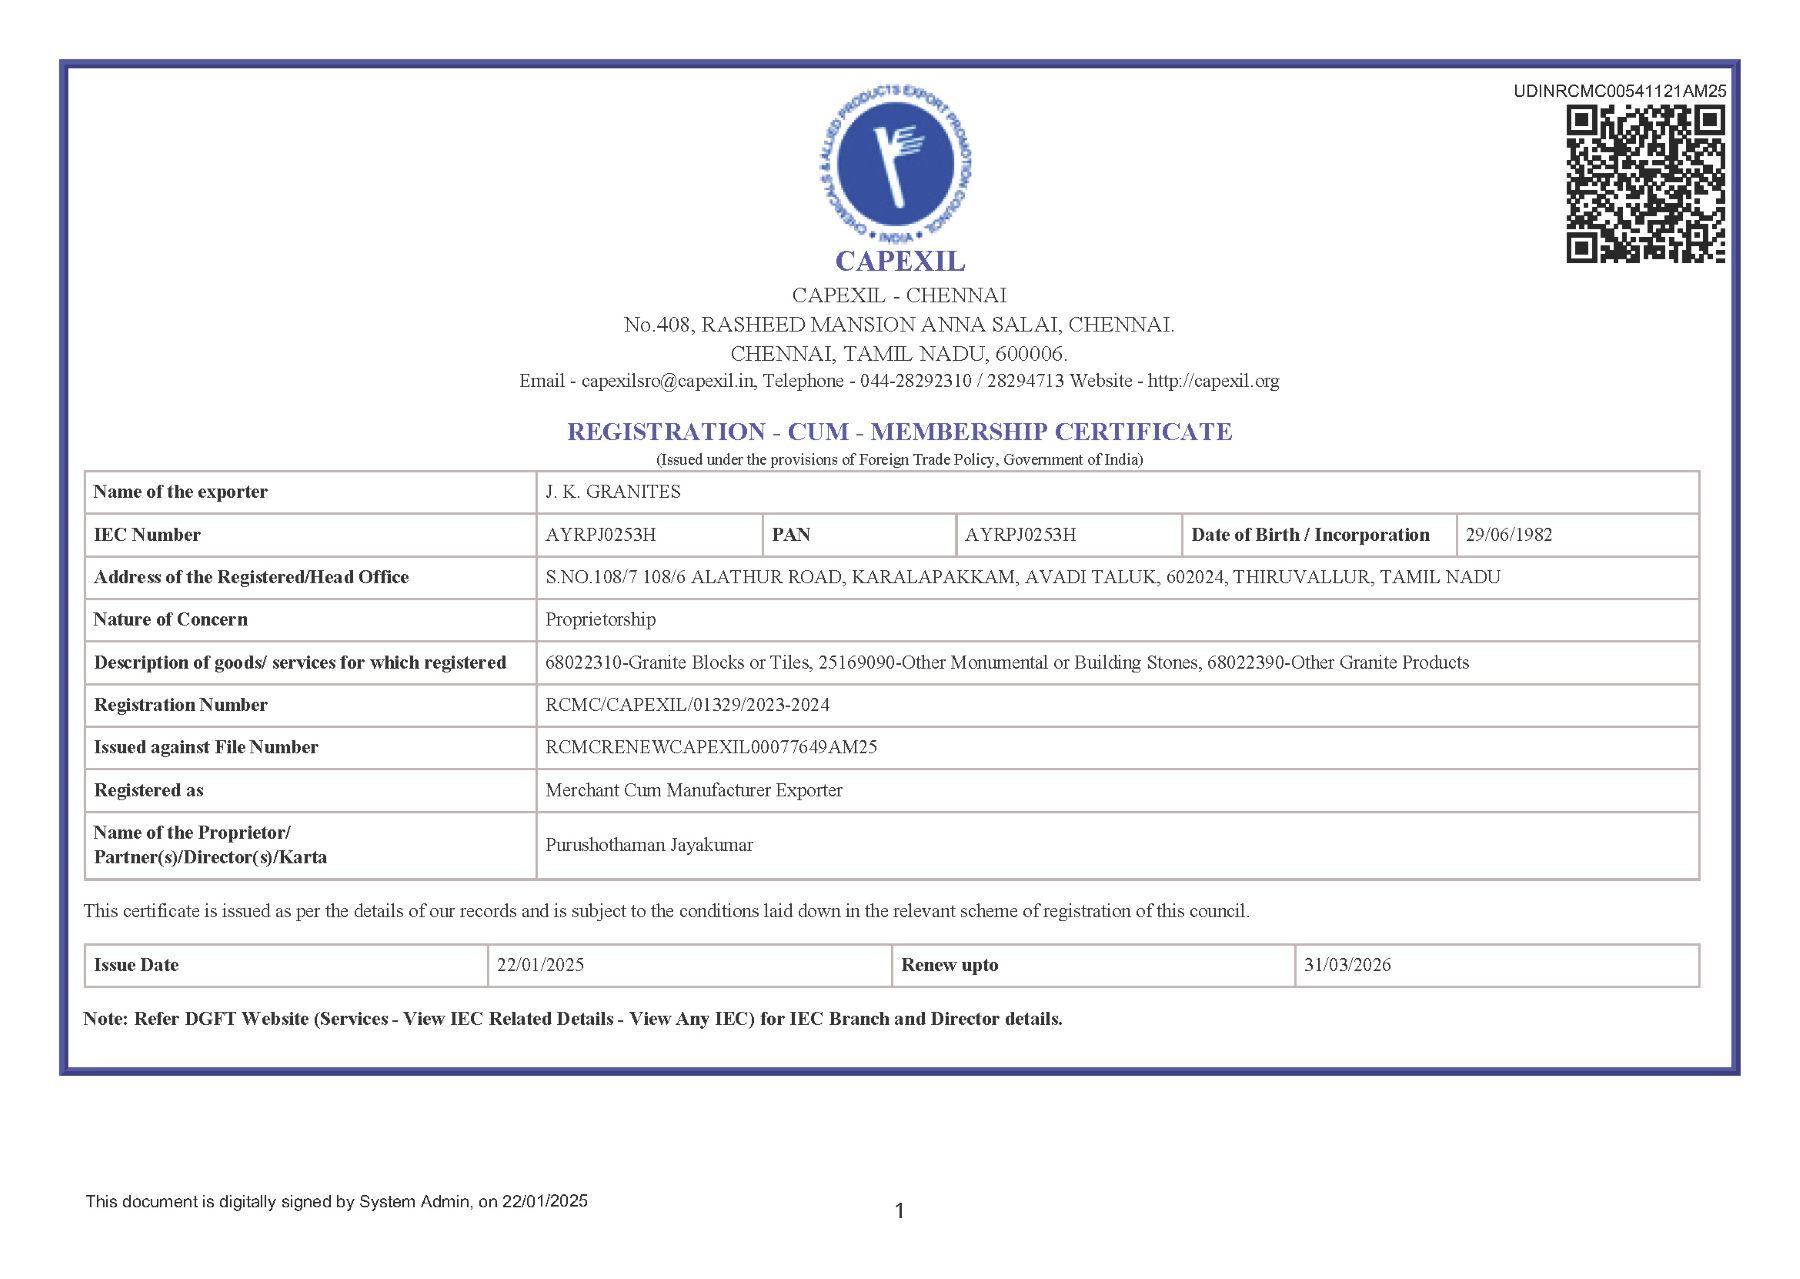 UDINRCMC00541121AM25
CHEMICALS & ALLIED PRODUCTS EXPORT PROMOTION COUNCIL
INDIA
CAPEXIL
CAPEXIL - CHENNAI
No.408, RASHEED MANSION ANNA SALAI, CHENNAI.
CHENNAI, TAMIL NADU, 600006.
Email - capexilsro@capexil.in, Telephone - 044-28292310 / 28294713 Website - http://capexil.org
REGISTRATION - CUM - MEMBERSHIP CERTIFICATE
(Issued under the provisions of Foreign Trade Policy, Government of India)
Name of the exporter J. K. GRANITES
IEC Number AYRPJ0253H PAN AYRPJ0253H Date of Birth / Incorporation 29/06/1982
Address of the Registered/Head Office S.NO.108/7 108/6 ALATHUR ROAD, KARALAPAKKAM, AVADI TALUK, 602024, THIRUVALLUR, TAMIL NADU
Nature of Concern Proprietorship
Description of goods/ services for which registered 68022310-Granite Blocks or Tiles, 25169090-Other Monumental or Building Stones, 68022390-Other Granite Products
Registration Number RCMC/CAPEXIL/01329/2023-2024
Issued against File Number RCMCRENEWCAPEXIL00077649AM25
Registered as Merchant Cum Manufacturer Exporter
Name of the Proprietor/
Partner(s)/Director(s)/Karta Purushothaman Jayakumar
This certificate is issued as per the details of our records and is subject to the conditions laid down in the relevant scheme of registration of this council.
Issue Date 22/01/2025 Renew upto 31/03/2026
Note: Refer DGFT Website (Services - View IEC Related Details - View Any IEC) for IEC Branch and Director details.
This document is digitally signed by System Admin, on 22/01/2025
1